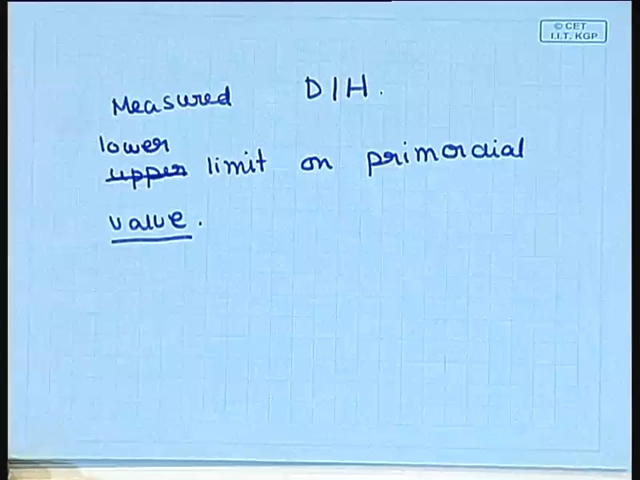 © CET
I.I.T. KGP
Measured D/H.
lower
upper limit on primordial
value.